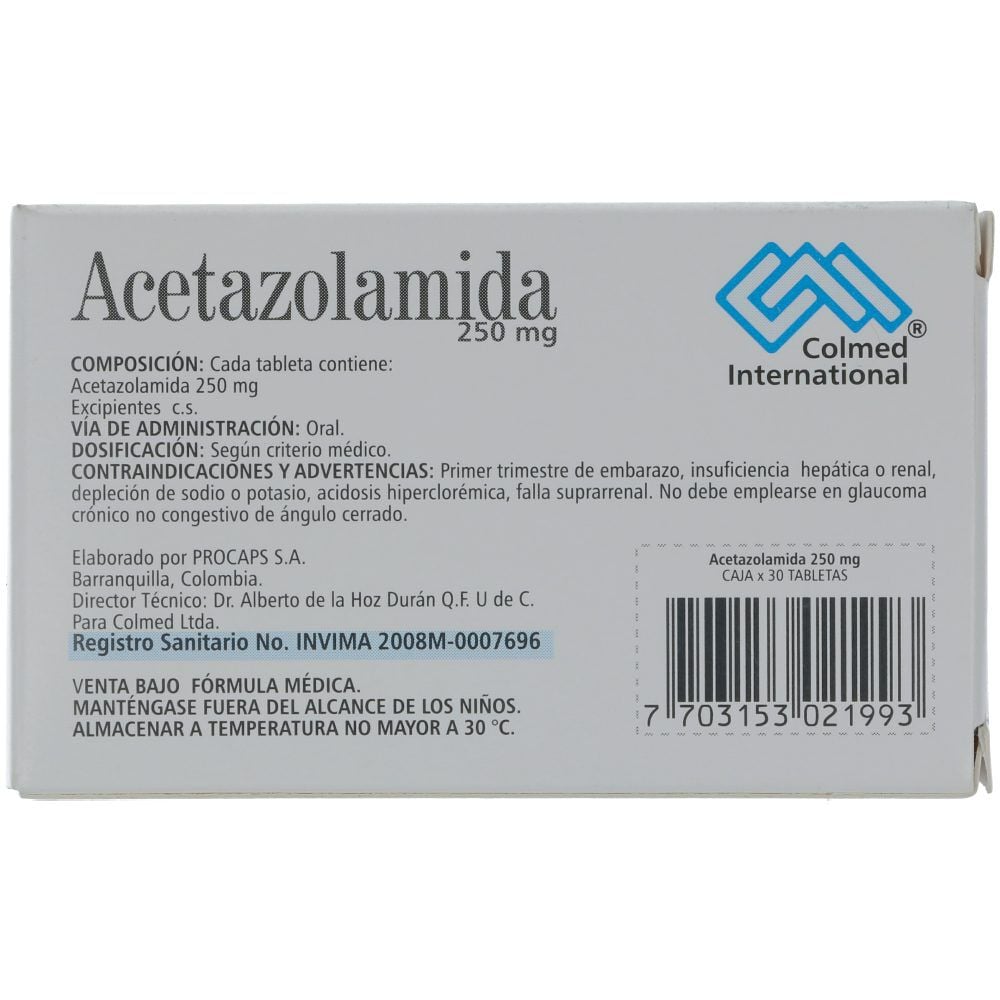 Acetazolamida
250 mg
Colmed®
International
COMPOSICIÓN: Cada tableta contiene:
Acetazolamida 250 mg
Excipientes c.s.
VÍA DE ADMINISTRACIÓN: Oral.
DOSIFICACIÓN: Según criterio médico.
CONTRAINDICACIONES Y ADVERTENCIAS: Primer trimestre de embarazo, insuficiencia hepática o renal,
depleción de sodio o potasio, acidosis hiperclorémica, falla suprarrenal. No debe emplearse en glaucoma
crónico no congestivo de ángulo cerrado.
Elaborado por PROCAPS S.A.
Barranquilla, Colombia.
Director Técnico: Dr. Alberto de la Hoz Durán Q.F. U de C.
Para Colmed Ltda.
Registro Sanitario No. INVIMA 2008M-0007696
VENTA BAJO FÓRMULA MÉDICA.
MANTÉNGASE FUERA DEL ALCANCE DE LOS NIÑOS.
ALMACENAR A TEMPERATURA NO MAYOR A 30 °C.
Acetazolamida 250 mg
CAJA x 30 TABLETAS
7 703153 021993